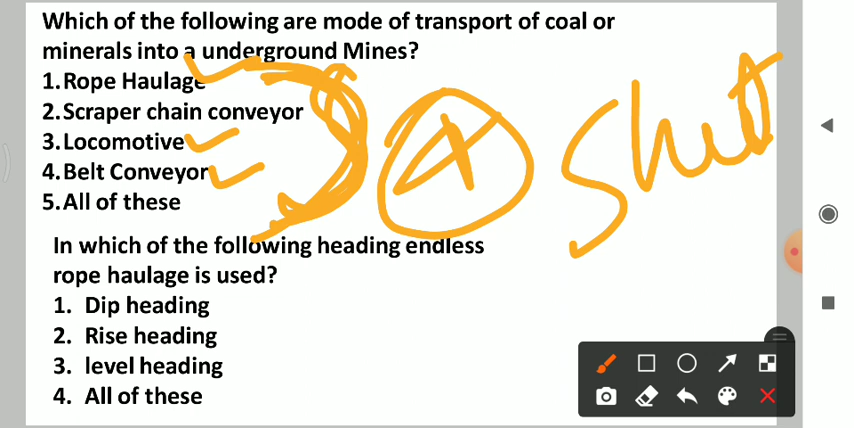 Which of the following are mode of transport of coal or
minerals into a underground Mines?
1.Rope Haulage
2.Scraper chain conveyor
3.Locomotive
4.Belt Conveyor
5.All of these
In which of the following heading endless
rope haulage is used?
1. Dip heading
2. Rise heading
3. level heading
4. All of these